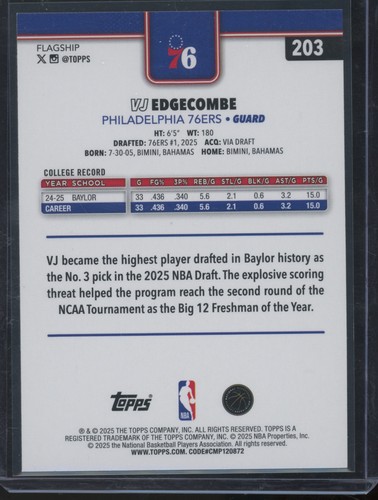 FLAGSHIP
@TOPPS
76
203
VJ EDGECOMBE
PHILADELPHIA 76ERS • GUARD
HT: 6'5" WT: 180
DRAFTED: 76ERS #1, 2025 ACQ: VIA DRAFT
BORN: 7-30-05, BIMINI, BAHAMAS HOME: BIMINI, BAHAMAS
COLLEGE RECORD
YEAR SCHOOL G FG% 3P% REB/G STL/G BLK/G AST/G PTS/G
24-25 BAYLOR 33 .436 .340 5.6 2.1 0.6 3.2 15.0
CAREER 33 .436 .340 5.6 2.1 0.6 3.2 15.0
VJ became the highest player drafted in Baylor history as
the No. 3 pick in the 2025 NBA Draft. The explosive scoring
threat helped the program reach the second round of the
NCAA Tournament as the Big 12 Freshman of the Year.
Topps
NBA
® & © 2025 THE TOPPS COMPANY, INC. ALL RIGHTS RESERVED. TOPPS IS A
REGISTERED TRADEMARK OF THE TOPPS COMPANY, INC. © 2025 NBA Properties, Inc.
© 2025 the National Basketball Players Association. All rights reserved.
WWW.TOPPS.COM. CODE#CMP120872